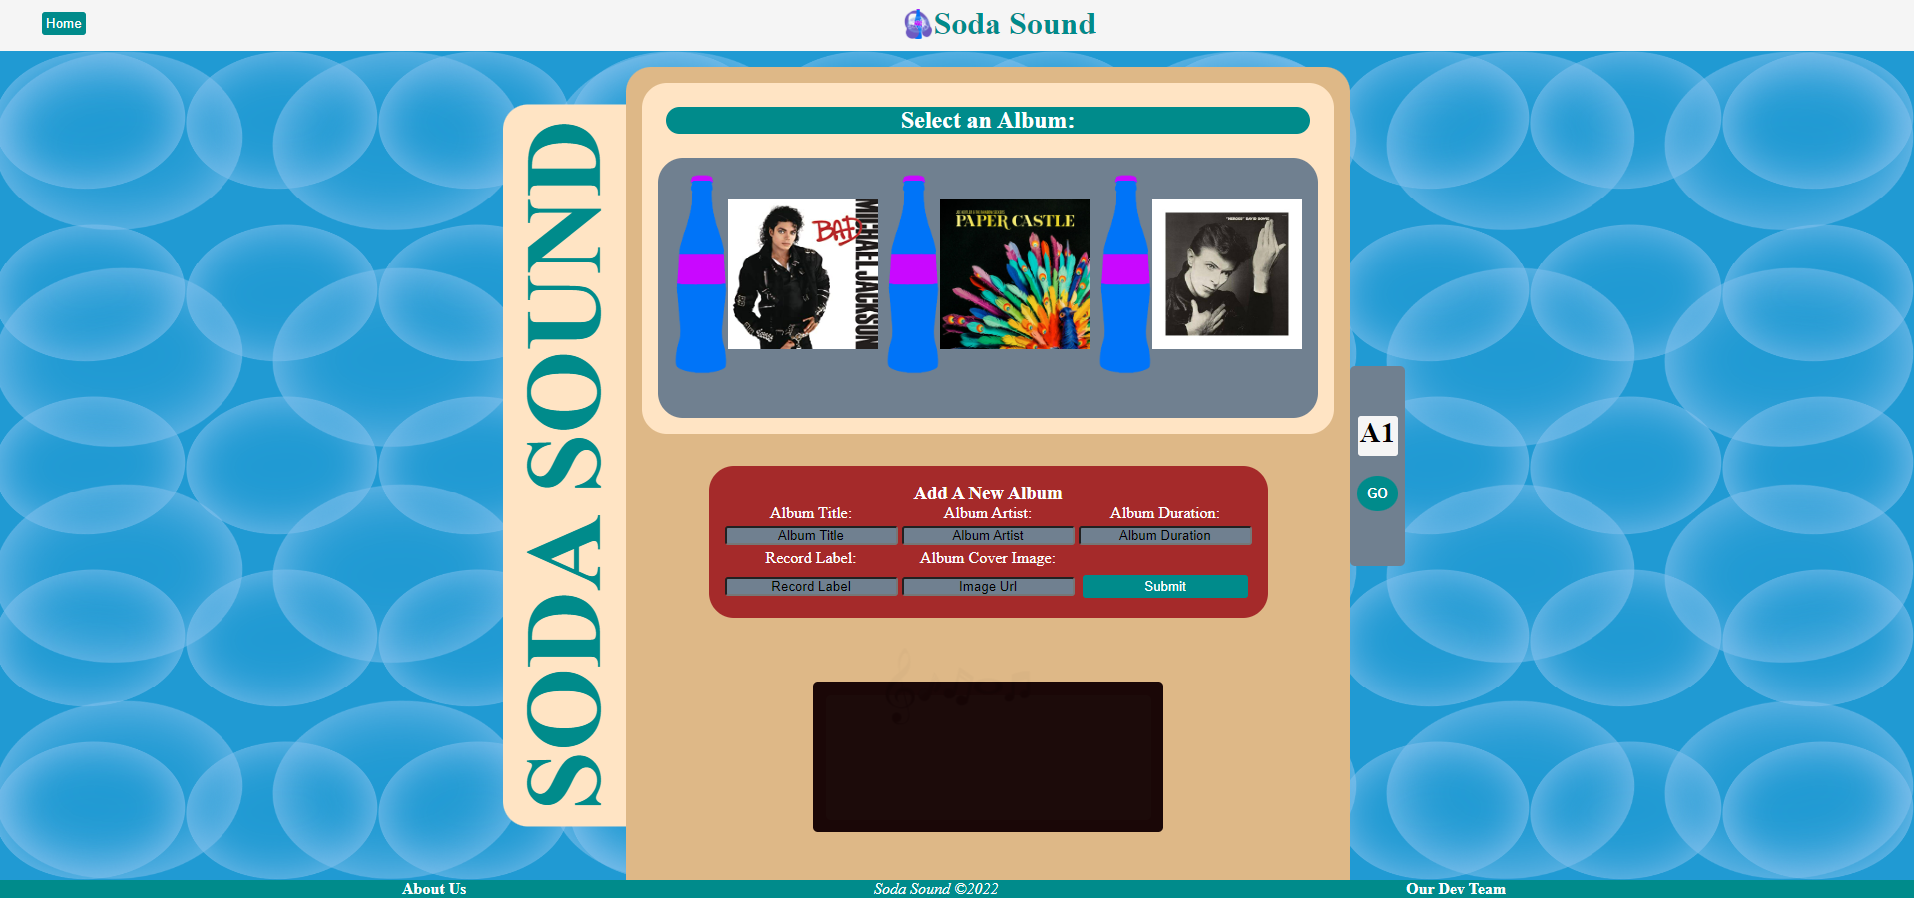 Home
Soda Sound
SODA SOUND
Select an Album:
BAD
MICHAEL JACKSON
PAPER CASTLE
"HEROES" DAVID BOWIE
A1
GO
Add A New Album
Album Title: Album Artist: Album Duration:
Album Title Album Artist Album Duration
Record Label: Album Cover Image:
Record Label Image Url Submit
About Us Soda Sound ©2022 Our Dev Team